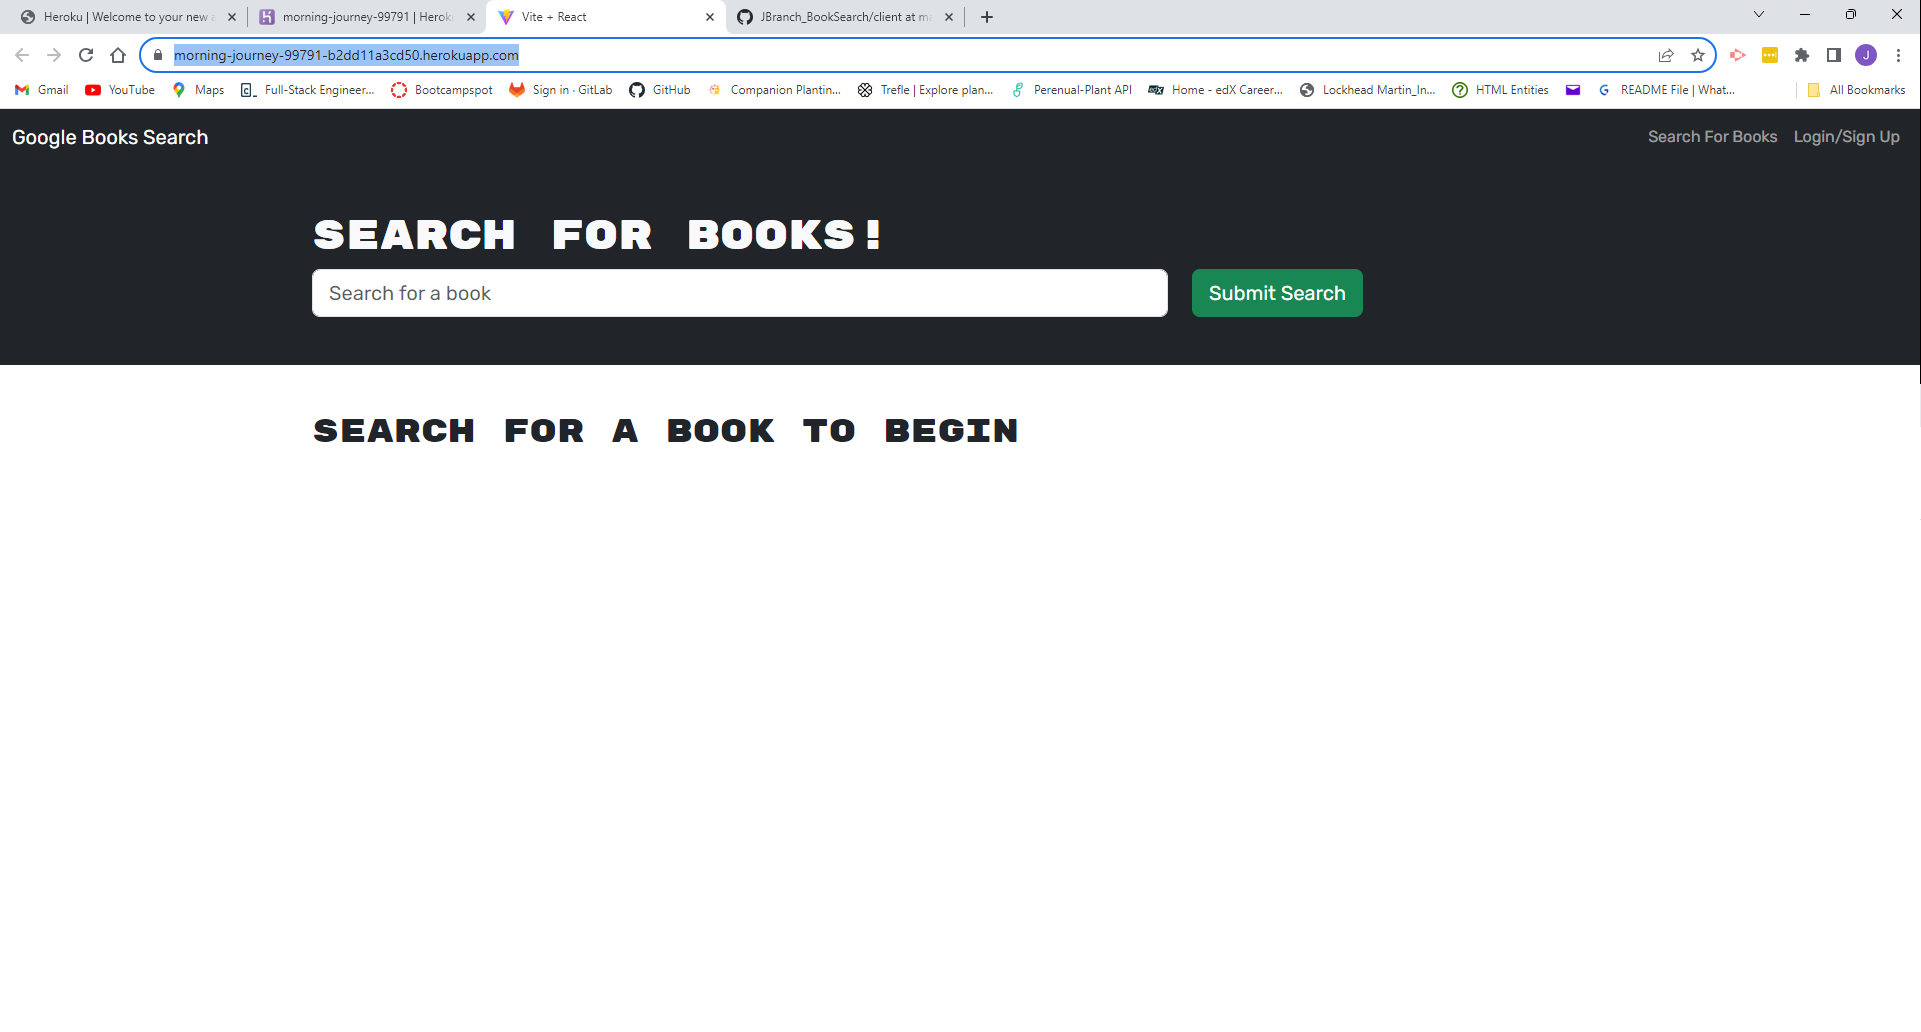 Heroku | Welcome to your new a
morning-journey-99791 | Herok
Vite + React
JBranch_BookSearch/client at ma
morning-journey-99791-b2dd11a3cd50.herokuapp.com
J
Gmail YouTube Maps Full-Stack Engineer... Bootcampspot Sign in · GitLab GitHub Companion Plantin... Trefle | Explore plan... Perenual-Plant API Home - edX Career... Lockhead Martin_In... HTML Entities README File | What... All Bookmarks
Google Books Search
Search For Books Login/Sign Up
SEARCH FOR BOOKS!
Search for a book
Submit Search
SEARCH FOR A BOOK TO BEGIN